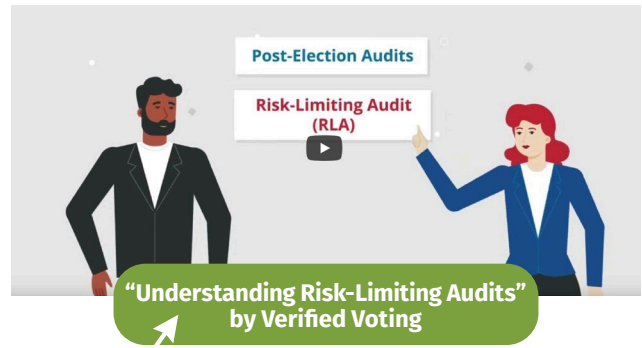 Post-Election Audits
Risk-Limiting Audit
(RLA)
“Understanding Risk-Limiting Audits”
by Verified Voting